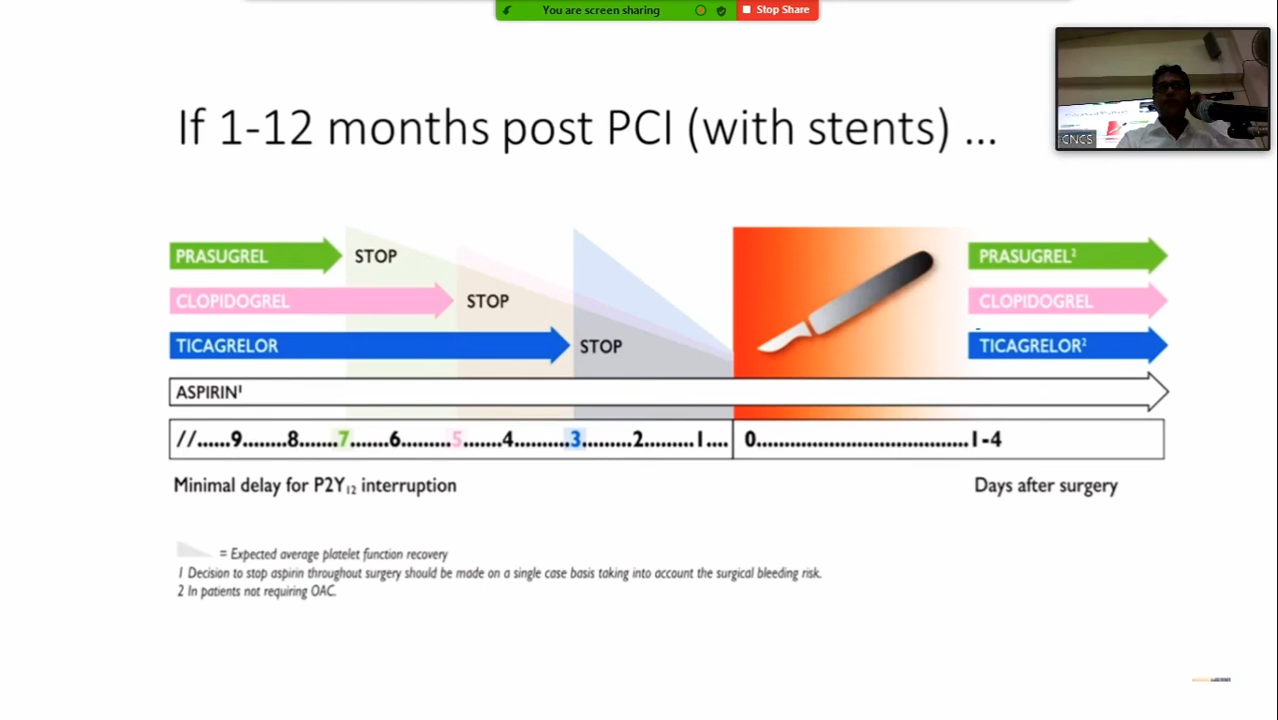 You are screen sharing
Stop Share
If 1-12 months post PCI (with stents) ...
CNCS
PRASUGREL STOP PRASUGREL²
CLOPIDOGREL STOP CLOPIDOGREL
TICAGRELOR STOP TICAGRELOR²
ASPIRIN¹
//......9........8.......7.......6.........5......4..........3.........2.........1.... 0....................................1-4
Minimal delay for P2Y₁₂ interruption Days after surgery
= Expected average platelet function recovery
1 Decision to stop aspirin throughout surgery should be made on a single case basis taking into account the surgical bleeding risk.
2 In patients not requiring OAC.